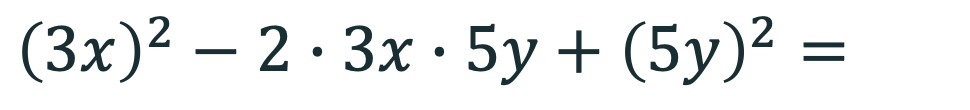 (3x)² − 2 · 3x · 5y + (5y)² =